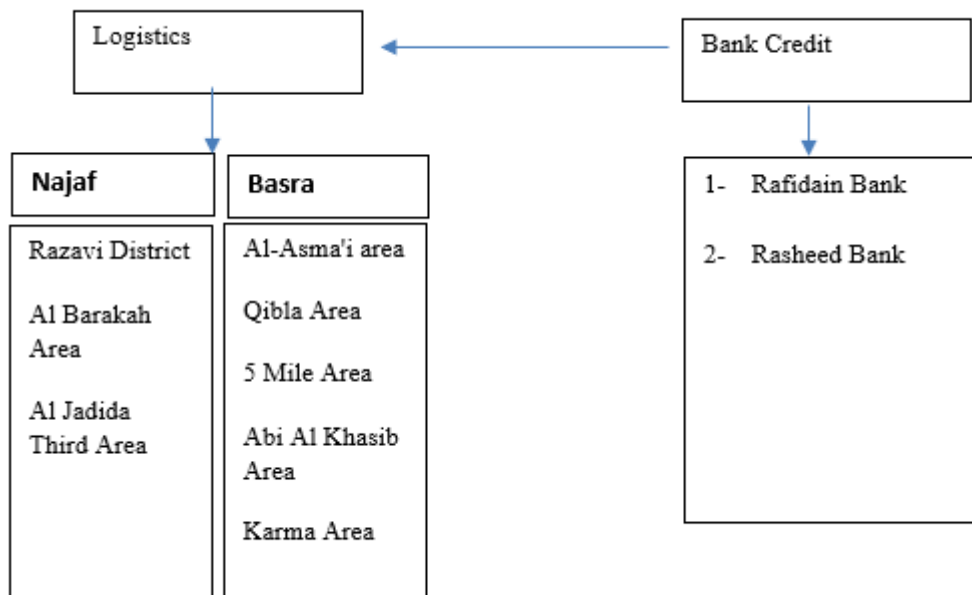 Logistics
Bank Credit
Najaf
Basra
Razavi District
Al Barakah
Area
Al Jadida
Third Area
Al-Asma'i area
Qibla Area
5 Mile Area
Abi Al Khasib
Area
Karma Area
1- Rafidain Bank
2- Rasheed Bank